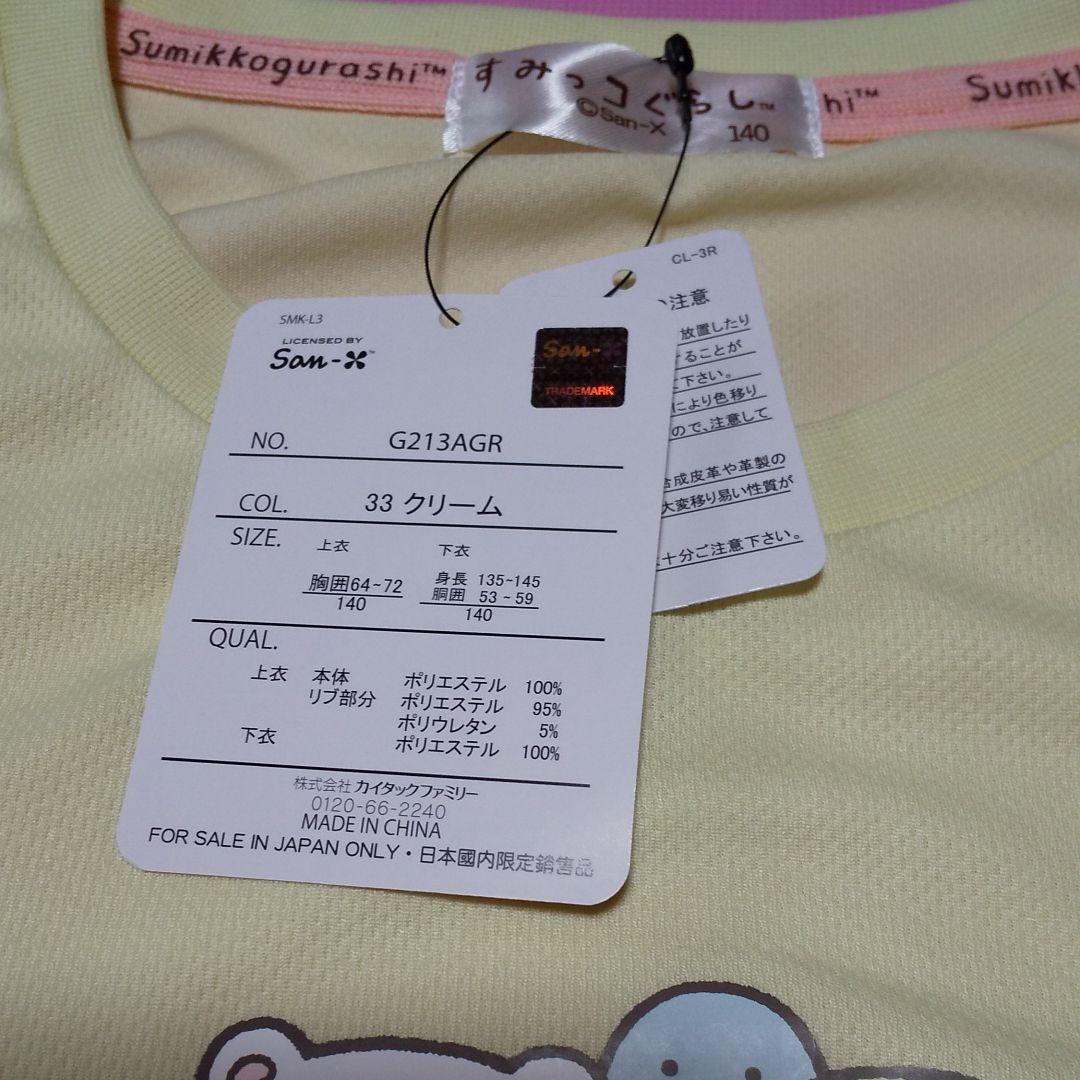 Sumikkogurashi™
すみっコぐらし™
©San-X
140
hi™
Sumikk
CL-3R
注意
放置したり
ることが
下さい。
により色移り
ので、注意して
合成皮革や革製の
大変移り易い性質が
十分ご注意下さい。
SMK-L3
LICENSED BY
San-X™
San-X
TRADEMARK
NO. G213AGR
COL. 33 クリーム
SIZE. 上衣 下衣
胸囲64~72 身長 135~145
胴囲 53~59
140 140
QUAL.
上衣 本体 ポリエステル 100%
リブ部分 ポリエステル 95%
ポリウレタン 5%
下衣 ポリエステル 100%
株式会社 カイタックファミリー
0120-66-2240
MADE IN CHINA
FOR SALE IN JAPAN ONLY・日本國内限定銷售品